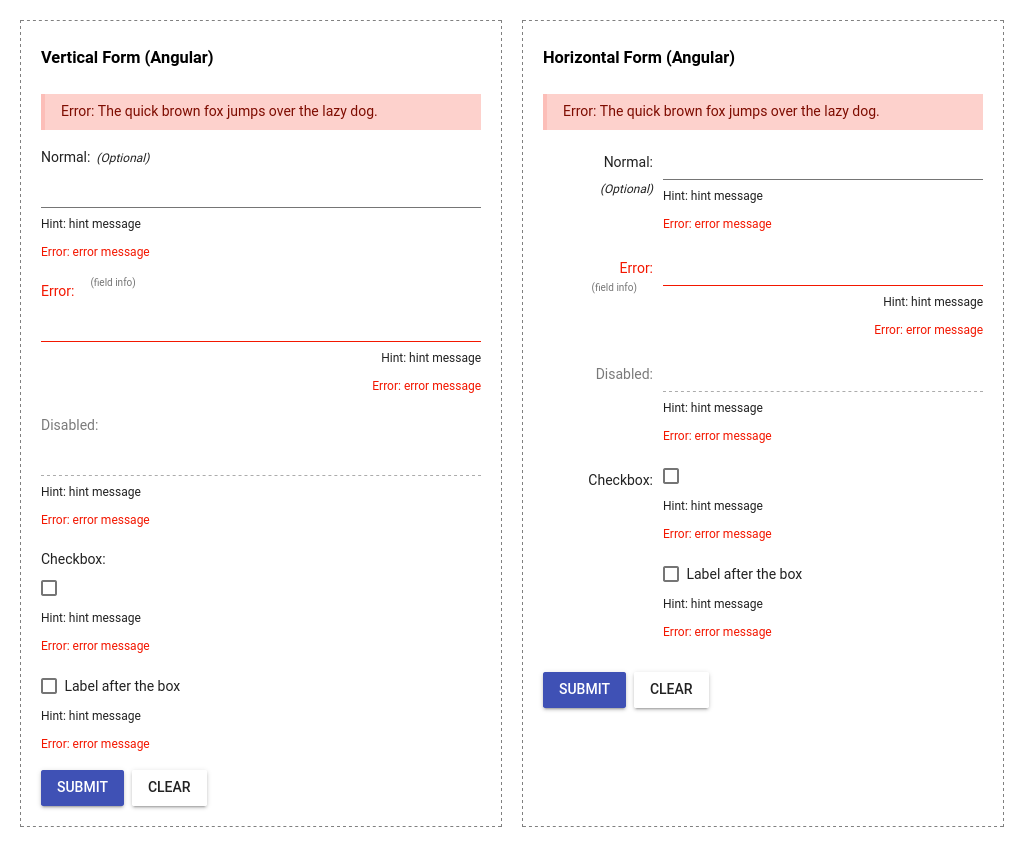 Vertical Form (Angular)
Error: The quick brown fox jumps over the lazy dog.
Normal: (Optional)
Hint: hint message
Error: error message
Error: (field info)
Hint: hint message
Error: error message
Disabled:
Hint: hint message
Error: error message
Checkbox:
Hint: hint message
Error: error message
Label after the box
Hint: hint message
Error: error message
SUBMIT CLEAR
Horizontal Form (Angular)
Error: The quick brown fox jumps over the lazy dog.
Normal:
(Optional)
Hint: hint message
Error: error message
Error:
(field info)
Hint: hint message
Error: error message
Disabled:
Hint: hint message
Error: error message
Checkbox:
Hint: hint message
Error: error message
Label after the box
Hint: hint message
Error: error message
SUBMIT CLEAR